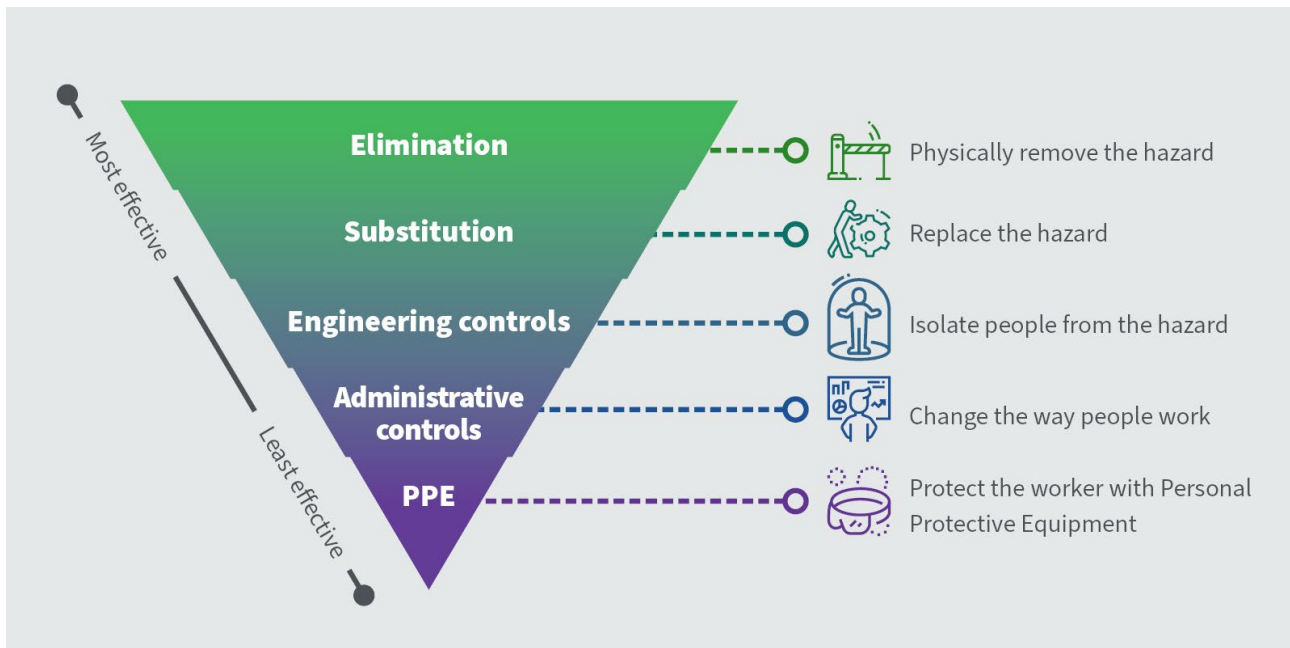 Most effective
Least effective
Elimination
Physically remove the hazard
Substitution
Replace the hazard
Engineering controls
Isolate people from the hazard
Administrative
controls
Change the way people work
PPE
Protect the worker with Personal
Protective Equipment